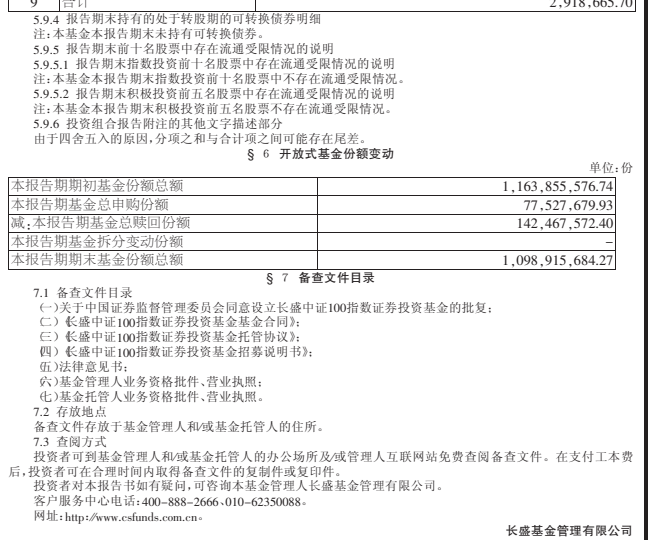 9 合计 2,918,665.70
5.9.4 报告期末持有的处于转股期的可转换债券明细
注:本基金本报告期末未持有可转换债券。
5.9.5 报告期末前十名股票中存在流通受限情况的说明
5.9.5.1 报告期末指数投资前十名股票中存在流通受限情况的说明
注:本基金本报告期末指数投资前十名股票中不存在流通受限情况。
5.9.5.2 报告期末积极投资前五名股票中存在流通受限情况的说明
注:本基金本报告期末积极投资前五名股票不存在流通受限情况。
5.9.6 投资组合报告附注的其他文字描述部分
由于四舍五入的原因,分项之和与合计项之间可能存在尾差。
§ 6 开放式基金份额变动
单位:份
本报告期期初基金份额总额 1,163,855,576.74
本报告期基金总申购份额 77,527,679.93
减:本报告期基金总赎回份额 142,467,572.40
本报告期基金拆分变动份额 –
本报告期期末基金份额总额 1,098,915,684.27
§ 7 备查文件目录
7.1 备查文件目录
(一)关于中国证券监督管理委员会同意设立长盛中证100指数证券投资基金的批复;
(二)《长盛中证100指数证券投资基金基金合同》;
(三)《长盛中证100指数证券投资基金托管协议》;
(四)《长盛中证100指数证券投资基金招募说明书》;
(五)法律意见书;
(六)基金管理人业务资格批件、营业执照;
(七)基金托管人业务资格批件、营业执照。
7.2 存放地点
备查文件存放于基金管理人和/或基金托管人的住所。
7.3 查阅方式
投资者可到基金管理人和/或基金托管人的办公场所及/或管理人互联网站免费查阅备查文件。在支付工本费
后,投资者可在合理时间内取得备查文件的复制件或复印件。
投资者对本报告书如有疑问,可咨询本基金管理人长盛基金管理有限公司。
客户服务中心电话:400-888-2666、010-62350088。
网址:http://www.csfunds.com.cn。
长盛基金管理有限公司